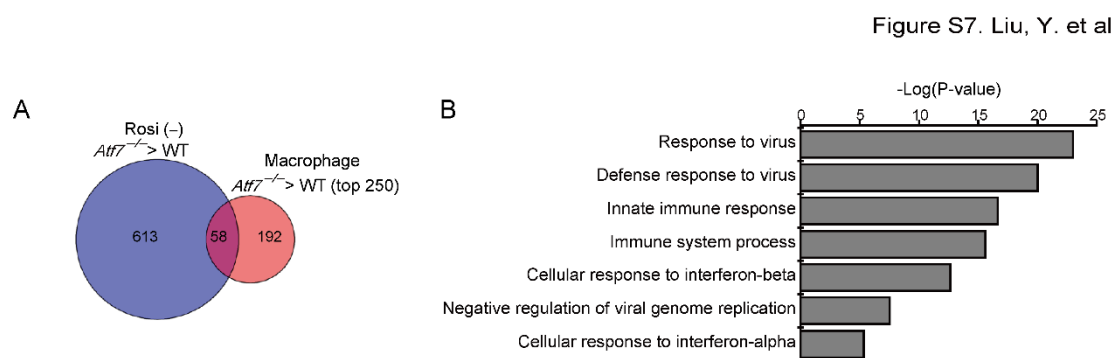 Figure S7. Liu, Y. et al
A
Rosi (–)
Atf7–/–> WT
Macrophage
Atf7–/–> WT (top 250)
613
58
192
B
-Log(P-value)
0 5 10 15 20 25
Response to virus
Defense response to virus
Innate immune response
Immune system process
Cellular response to interferon-beta
Negative regulation of viral genome replication
Cellular response to interferon-alpha